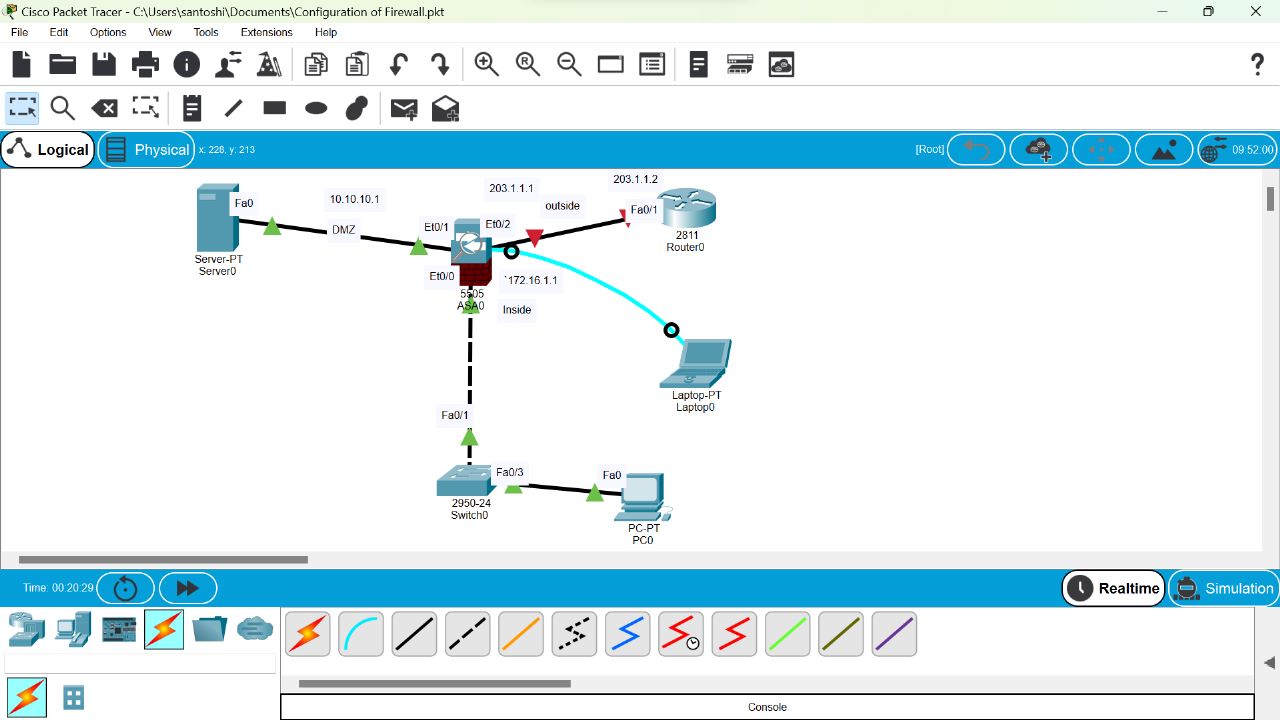 Cisco Packet Tracer - C:\Users\santoshi\Documents\Configuration of Firewall.pkt
File Edit Options View Tools Extensions Help
R
?
Logical
Physical
x: 228, y: 213
[Root]
09:52:00
203.1.1.2
203.1.1.1
10.10.10.1
Fa0
outside
Fa0/1
Et0/1
Et0/2
DMZ
2811
Router0
Server-PT
Server0
Et0/0
`172.16.1.1
5505
ASA0
Inside
Laptop-PT
Laptop0
Fa0/1
Fa0/3
Fa0
2950-24
Switch0
PC-PT
PC0
Time: 00:20:29
Realtime
Simulation
Console